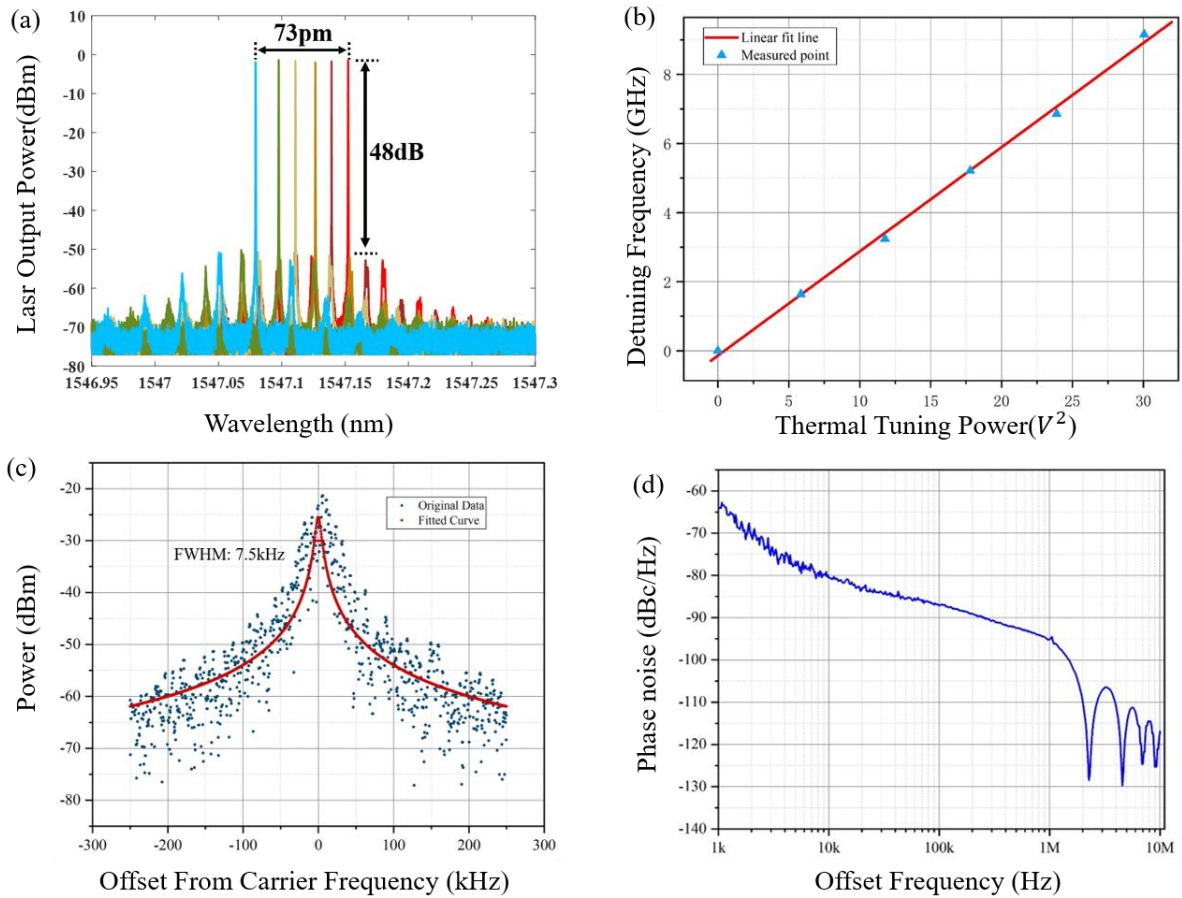 (a)
10
0
-10
-20
-30
-40
-50
-60
-70
-80
1546.95 1547 1547.05 1547.1 1547.15 1547.2 1547.25 1547.3
73pm
48dB
Lasr Output Power(dBm)
Wavelength (nm)
(b)
Linear fit line
Measured point
8
6
4
2
0
0 5 10 15 20 25 30
Detuning Frequency (GHz)
Thermal Tuning Power(V²)
(c)
-20
-30
-40
-50
-60
-70
-80
-300 -200 -100 0 100 200 300
Original Data
Fitted Curve
FWHM: 7.5kHz
Power (dBm)
Offset From Carrier Frequency (kHz)
(d)
-60
-70
-80
-90
-100
-110
-120
-130
-140
1k 10k 100k 1M 10M
Phase noise (dBc/Hz)
Offset Frequency (Hz)